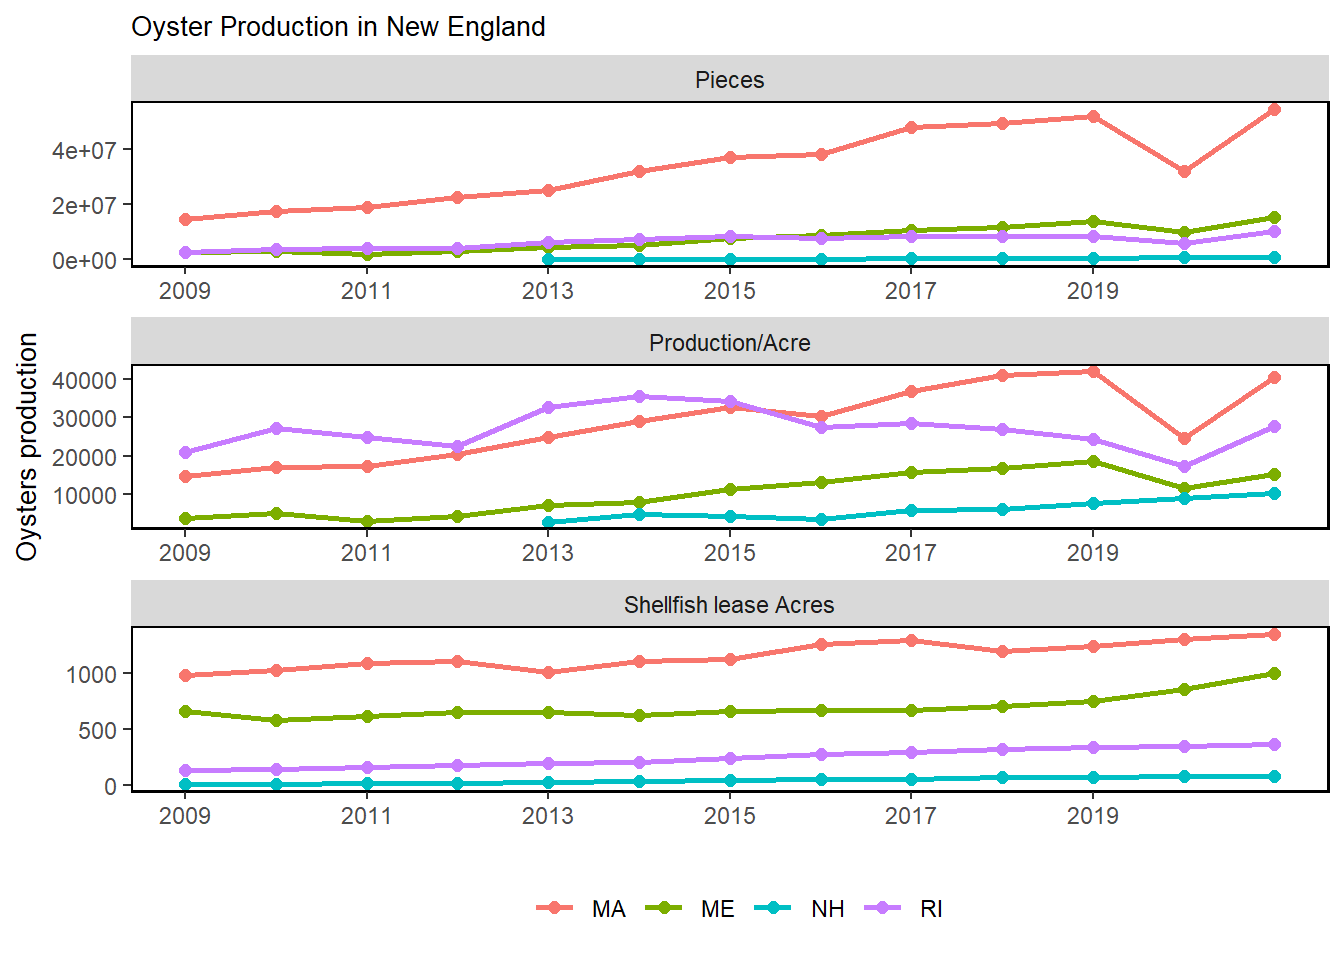 Oyster Production in New England
Pieces
4e+07
2e+07
0e+00
2009 2011 2013 2015 2017 2019
Production/Acre
40000
30000
20000
10000
2009 2011 2013 2015 2017 2019
Oysters production
Shellfish lease Acres
1000
500
0
2009 2011 2013 2015 2017 2019
MA ME NH RI